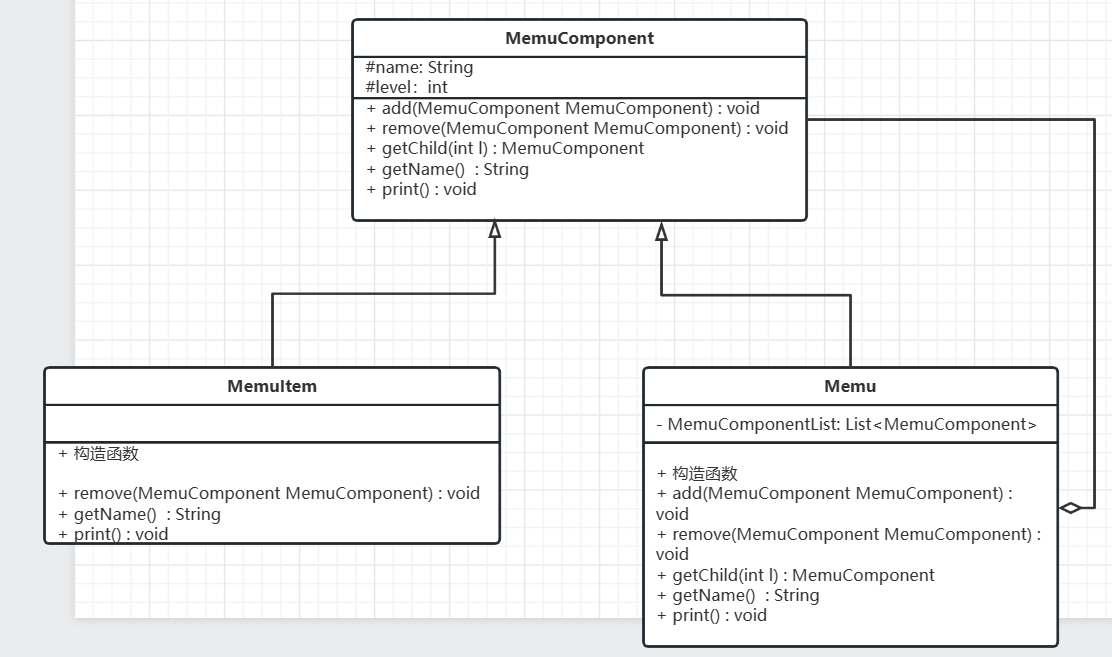 MemuComponent
#name: String
#level：int
+ add(MemuComponent MemuComponent) : void
+ remove(MemuComponent MemuComponent) : void
+ getChild(int l) : MemuComponent
+ getName() : String
+ print() : void
MemuItem
+ 构造函数
+ remove(MemuComponent MemuComponent) : void
+ getName() : String
+ print() : void
Memu
- MemuComponentList: List<MemuComponent>
+ 构造函数
+ add(MemuComponent MemuComponent) :
void
+ remove(MemuComponent MemuComponent) :
void
+ getChild(int l) : MemuComponent
+ getName() : String
+ print() : void